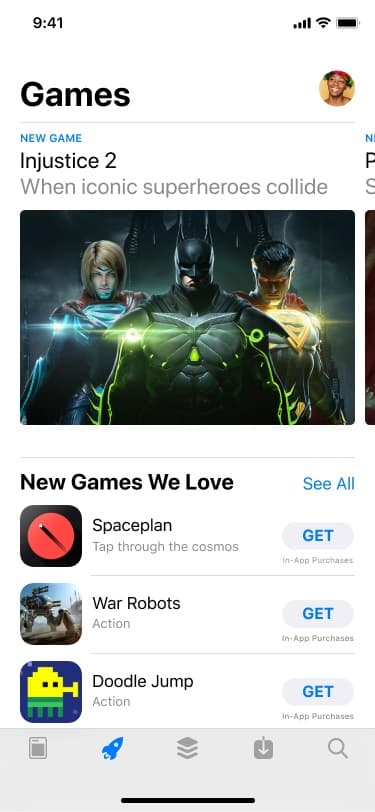 9:41
Games
NEW GAME
Injustice 2
When iconic superheroes collide
New Games We Love
See All
Spaceplan
Tap through the cosmos
GET
In-App Purchases
War Robots
Action
GET
In-App Purchases
Doodle Jump
Action
GET
In-App Purchases